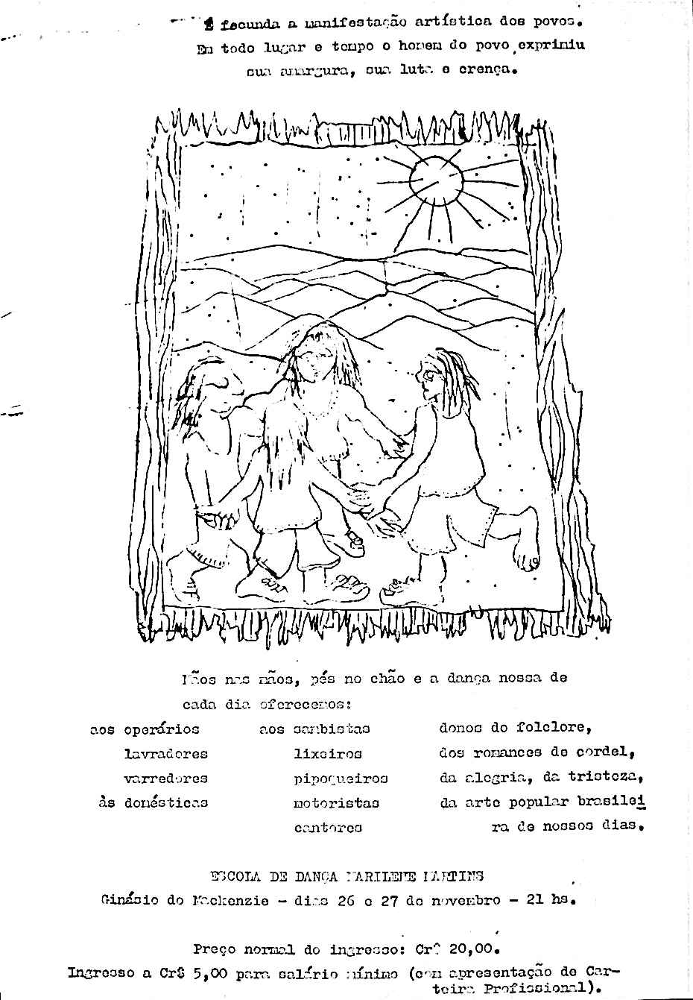 É fecunda a manifestação artística dos povos.
Em todo lugar e tempo o homem do povo exprimiu
sua amargura, sua luta e crença.
Mãos nas mãos, pés no chão e a dança nossa de
cada dia oferecemos:
aos operários aos sambistas donos do folclore,
lavradores lixeiros dos romances de cordel,
varredores pipoqueiros da alegria, da tristeza,
às domésticas motoristas da arte popular brasilei
cantores ra de nossos dias.
ESCOLA DE DANÇA MARILENE MARTINS
Ginásio do Mackenzie - dias 26 e 27 de novembro - 21 hs.
Preço normal do ingresso: Cr$ 20,00.
Ingresso a Cr$ 5,00 para salário mínimo (com apresentação de Car-
teira Profissional).